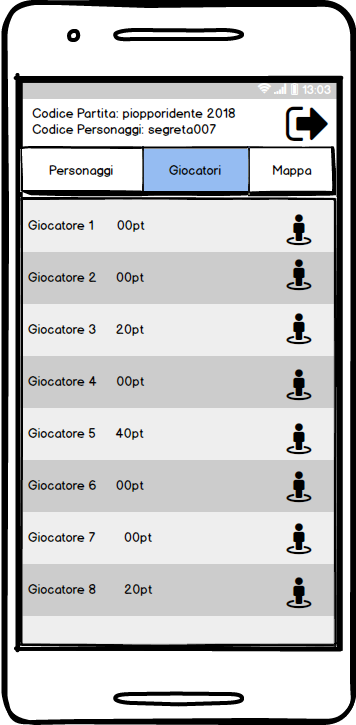 13:03
Codice Partita: piopporidente 2018
Codice Personaggi: segreta007
Personaggi Giocatori Mappa
Giocatore 1 00pt
Giocatore 2 00pt
Giocatore 3 20pt
Giocatore 4 00pt
Giocatore 5 40pt
Giocatore 6 00pt
Giocatore 7 00pt
Giocatore 8 20pt